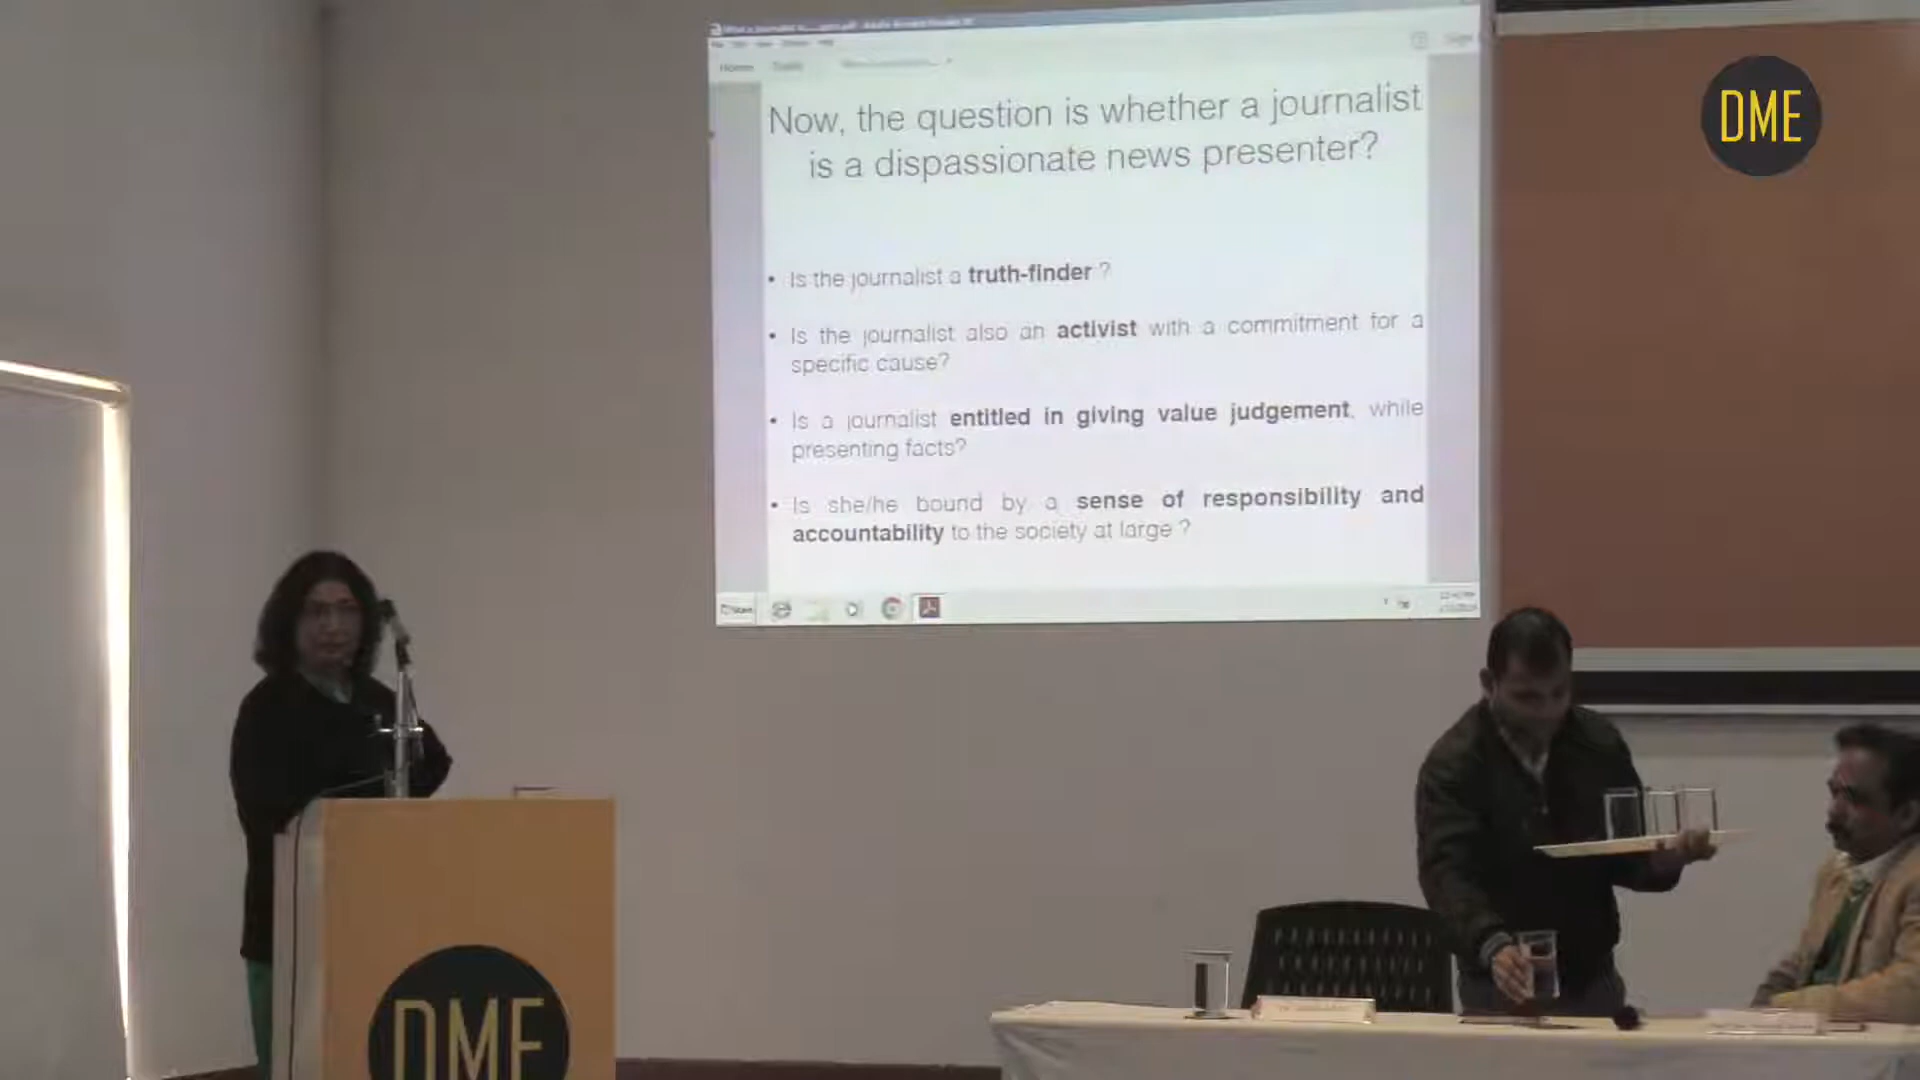 Home
DME
Now, the question is whether a journalist
is a dispassionate news presenter?
• Is the journalist a truth-finder ?
• Is the journalist also an activist with a commitment for a
specific cause?
• Is a journalist entitled in giving value judgement, while
presenting facts?
• Is she/he bound by a sense of responsibility and
accountability to the society at large ?
Start
DME